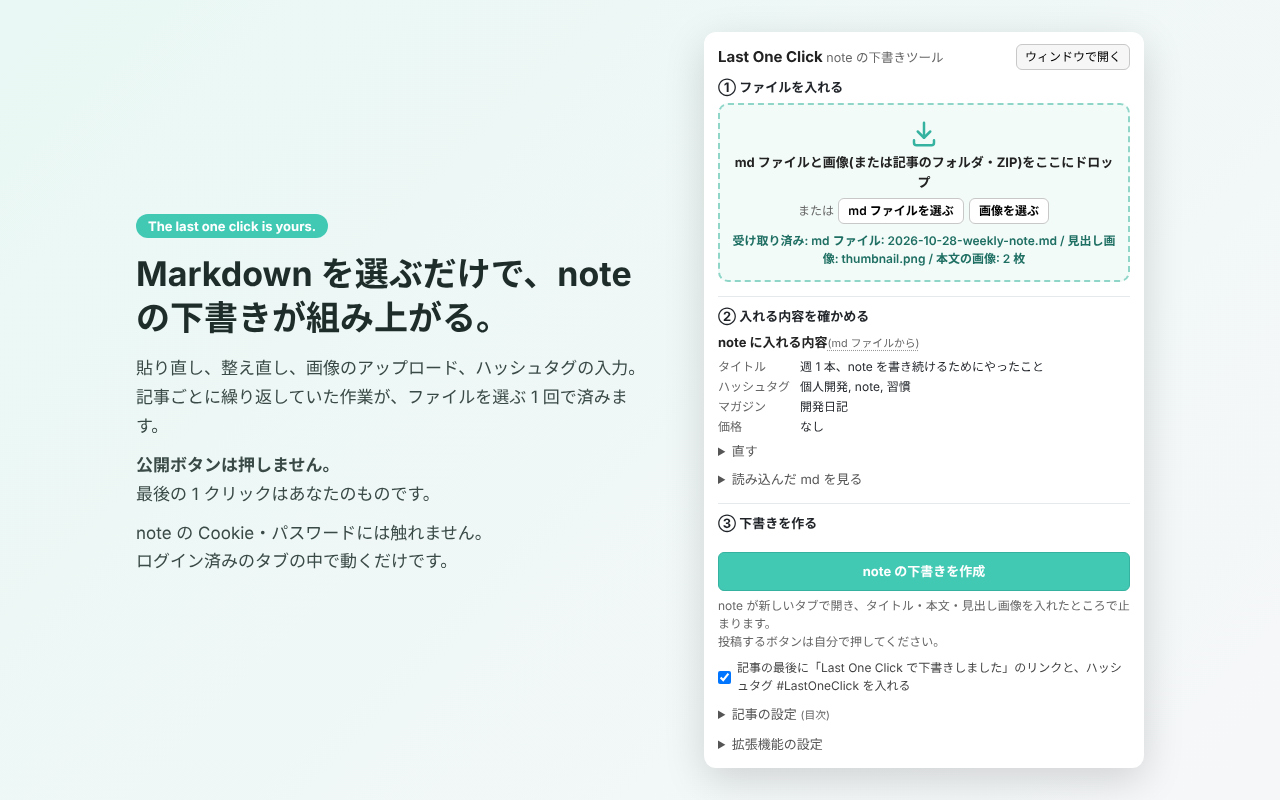 The last one click is yours.
Markdown を選ぶだけで、note
の下書きが組み上がる。
貼り直し、整え直し、画像のアップロード、ハッシュタグの入力。
記事ごとに繰り返していた作業が、ファイルを選ぶ 1 回で済みま
す。
公開ボタンは押しません。
最後の 1 クリックはあなたのものです。
note の Cookie・パスワードには触れません。
ログイン済みのタブの中で動くだけです。
Last One Click note の下書きツール
ウィンドウで開く
① ファイルを入れる
md ファイルと画像(または記事のフォルダ・ZIP)をここにドロッ
プ
または md ファイルを選ぶ 画像を選ぶ
受け取り済み: md ファイル: 2026-10-28-weekly-note.md / 見出し画
像: thumbnail.png / 本文の画像: 2 枚
② 入れる内容を確かめる
note に入れる内容(md ファイルから)
タイトル 週 1 本、note を書き続けるためにやったこと
ハッシュタグ 個人開発, note, 習慣
マガジン 開発日記
価格 なし
▶ 直す
▶ 読み込んだ md を見る
③ 下書きを作る
note の下書きを作成
note が新しいタブで開き、タイトル・本文・見出し画像を入れたところで止
まります。
投稿するボタンは自分で押してください。
記事の最後に「Last One Click で下書きしました」のリンクと、ハッシ
ュタグ #LastOneClick を入れる
▶ 記事の設定 (目次)
▶ 拡張機能の設定